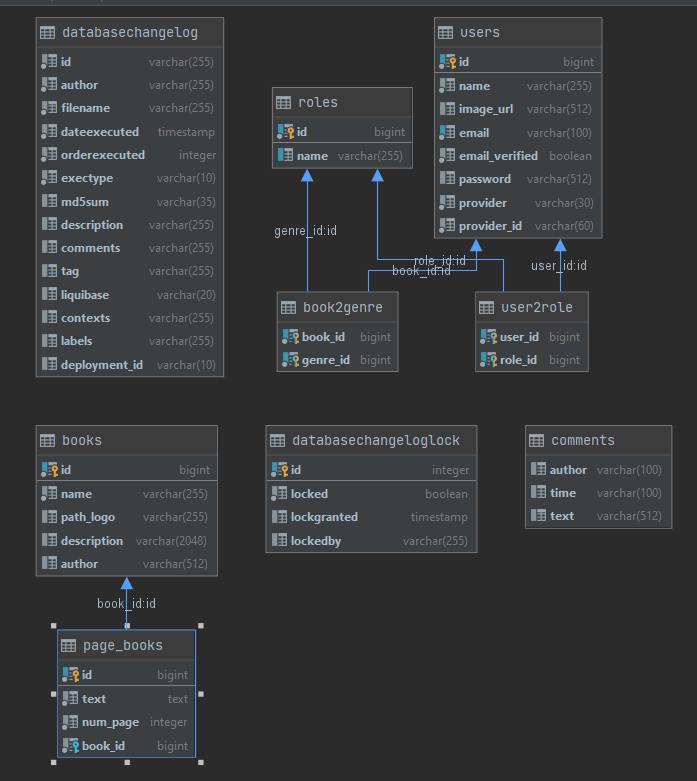 databasechangelog
id varchar(255)
author varchar(255)
filename varchar(255)
dateexecuted timestamp
orderexecuted integer
exectype varchar(10)
md5sum varchar(35)
description varchar(255)
comments varchar(255)
tag varchar(255)
liquibase varchar(20)
contexts varchar(255)
labels varchar(255)
deployment_id varchar(10)
roles
id bigint
name varchar(255)
users
id bigint
name varchar(255)
image_url varchar(512)
email varchar(100)
email_verified boolean
password varchar(512)
provider varchar(30)
provider_id varchar(60)
genre_id:id
role_id:id
book_id:id
user_id:id
book2genre
book_id bigint
genre_id bigint
user2role
user_id bigint
role_id bigint
books
id bigint
name varchar(255)
path_logo varchar(255)
description varchar(2048)
author varchar(512)
databasechangeloglock
id integer
locked boolean
lockgranted timestamp
lockedby varchar(255)
comments
author varchar(100)
time varchar(100)
text varchar(512)
book_id:id
page_books
id bigint
text text
num_page integer
book_id bigint